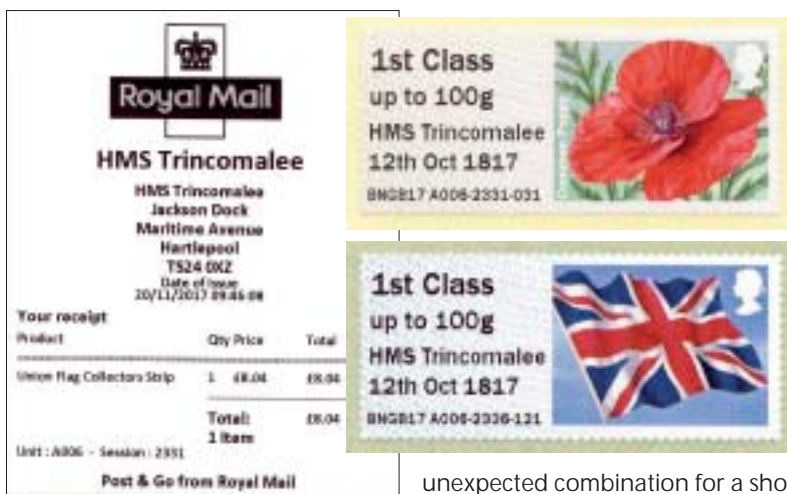 Royal Mail
HMS Trincomalee
HMS Trincomalee
Jackson Dock
Maritime Avenue
Hartlepool
TS24 0XZ
Date of Issue
20/11/2017 09:46:08
Your receipt
Product Qty Price Total
Union Flag Collectors Strip 1 £8.04 £8.04
Total: £8.04
1 Item
Unit : A006 - Session : 2331
Post & Go from Royal Mail
1st Class
up to 100g
HMS Trincomalee
12th Oct 1817
BNGB17 A006-2331-031
1st Class
up to 100g
HMS Trincomalee
12th Oct 1817
BNGB17 A006-2336-121
unexpected combination for a sho